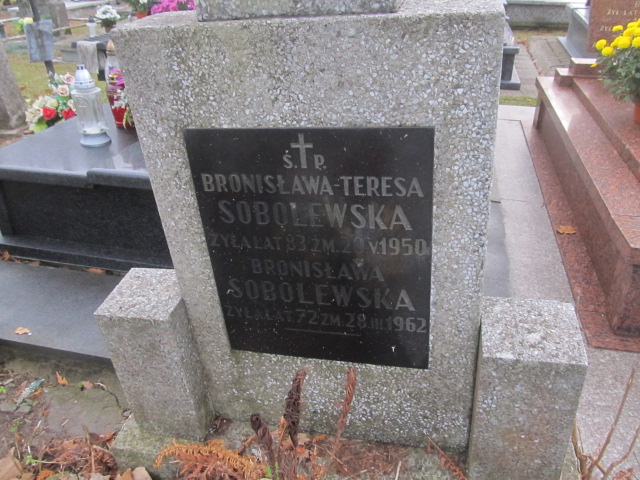 Ś. P.
BRONISŁAWA-TERESA
SOBOLEWSKA
ŻYŁA LAT 83 ZM. 29.V.1950
BRONISŁAWA
SOBOLEWSKA
ŻYŁA LAT 72 ZM. 28.III.1962